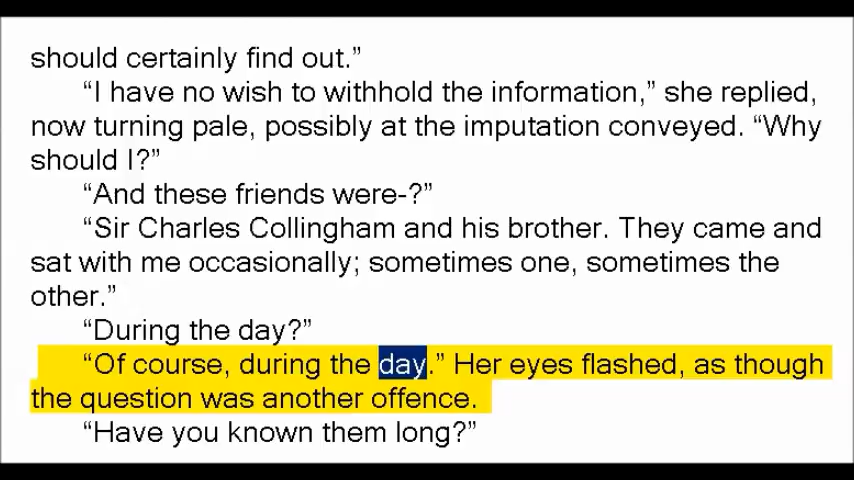 should certainly find out.”
“I have no wish to withhold the information,” she replied,
now turning pale, possibly at the imputation conveyed. “Why
should I?”
“And these friends were-?”
“Sir Charles Collingham and his brother. They came and
sat with me occasionally; sometimes one, sometimes the
other.”
“During the day?”
“Of course, during the day.” Her eyes flashed, as though
the question was another offence.
“Have you known them long?”